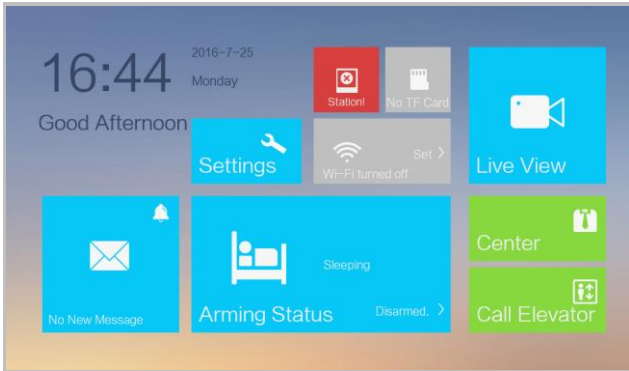 16:44
2016-7-25
Monday
Good Afternoon
Station!
No TF Card
Settings
Set >
Wi-Fi turned off
Live View
No New Message
Sleeping
Arming Status
Disarmed. >
Center
Call Elevator